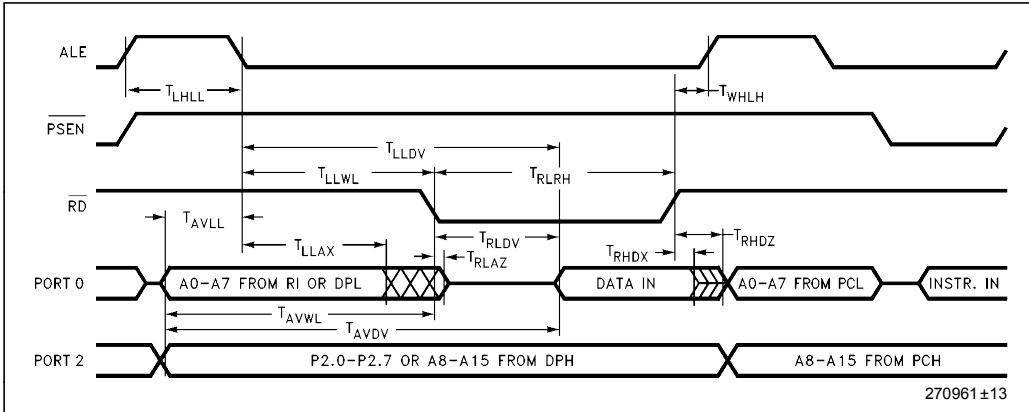 ALE
T_LHLL
T_WHLH
PSEN
T_LLDV
T_LLWL
T_RLRH
RD
T_AVLL
T_RLDV
T_RHDZ
T_LLAX
T_RLAZ
T_RHDX
PORT 0
A0-A7 FROM RI OR DPL
DATA IN
A0-A7 FROM PCL
INSTR. IN
T_AVWL
T_AVDV
PORT 2
P2.0-P2.7 OR A8-A15 FROM DPH
A8-A15 FROM PCH
270961±13